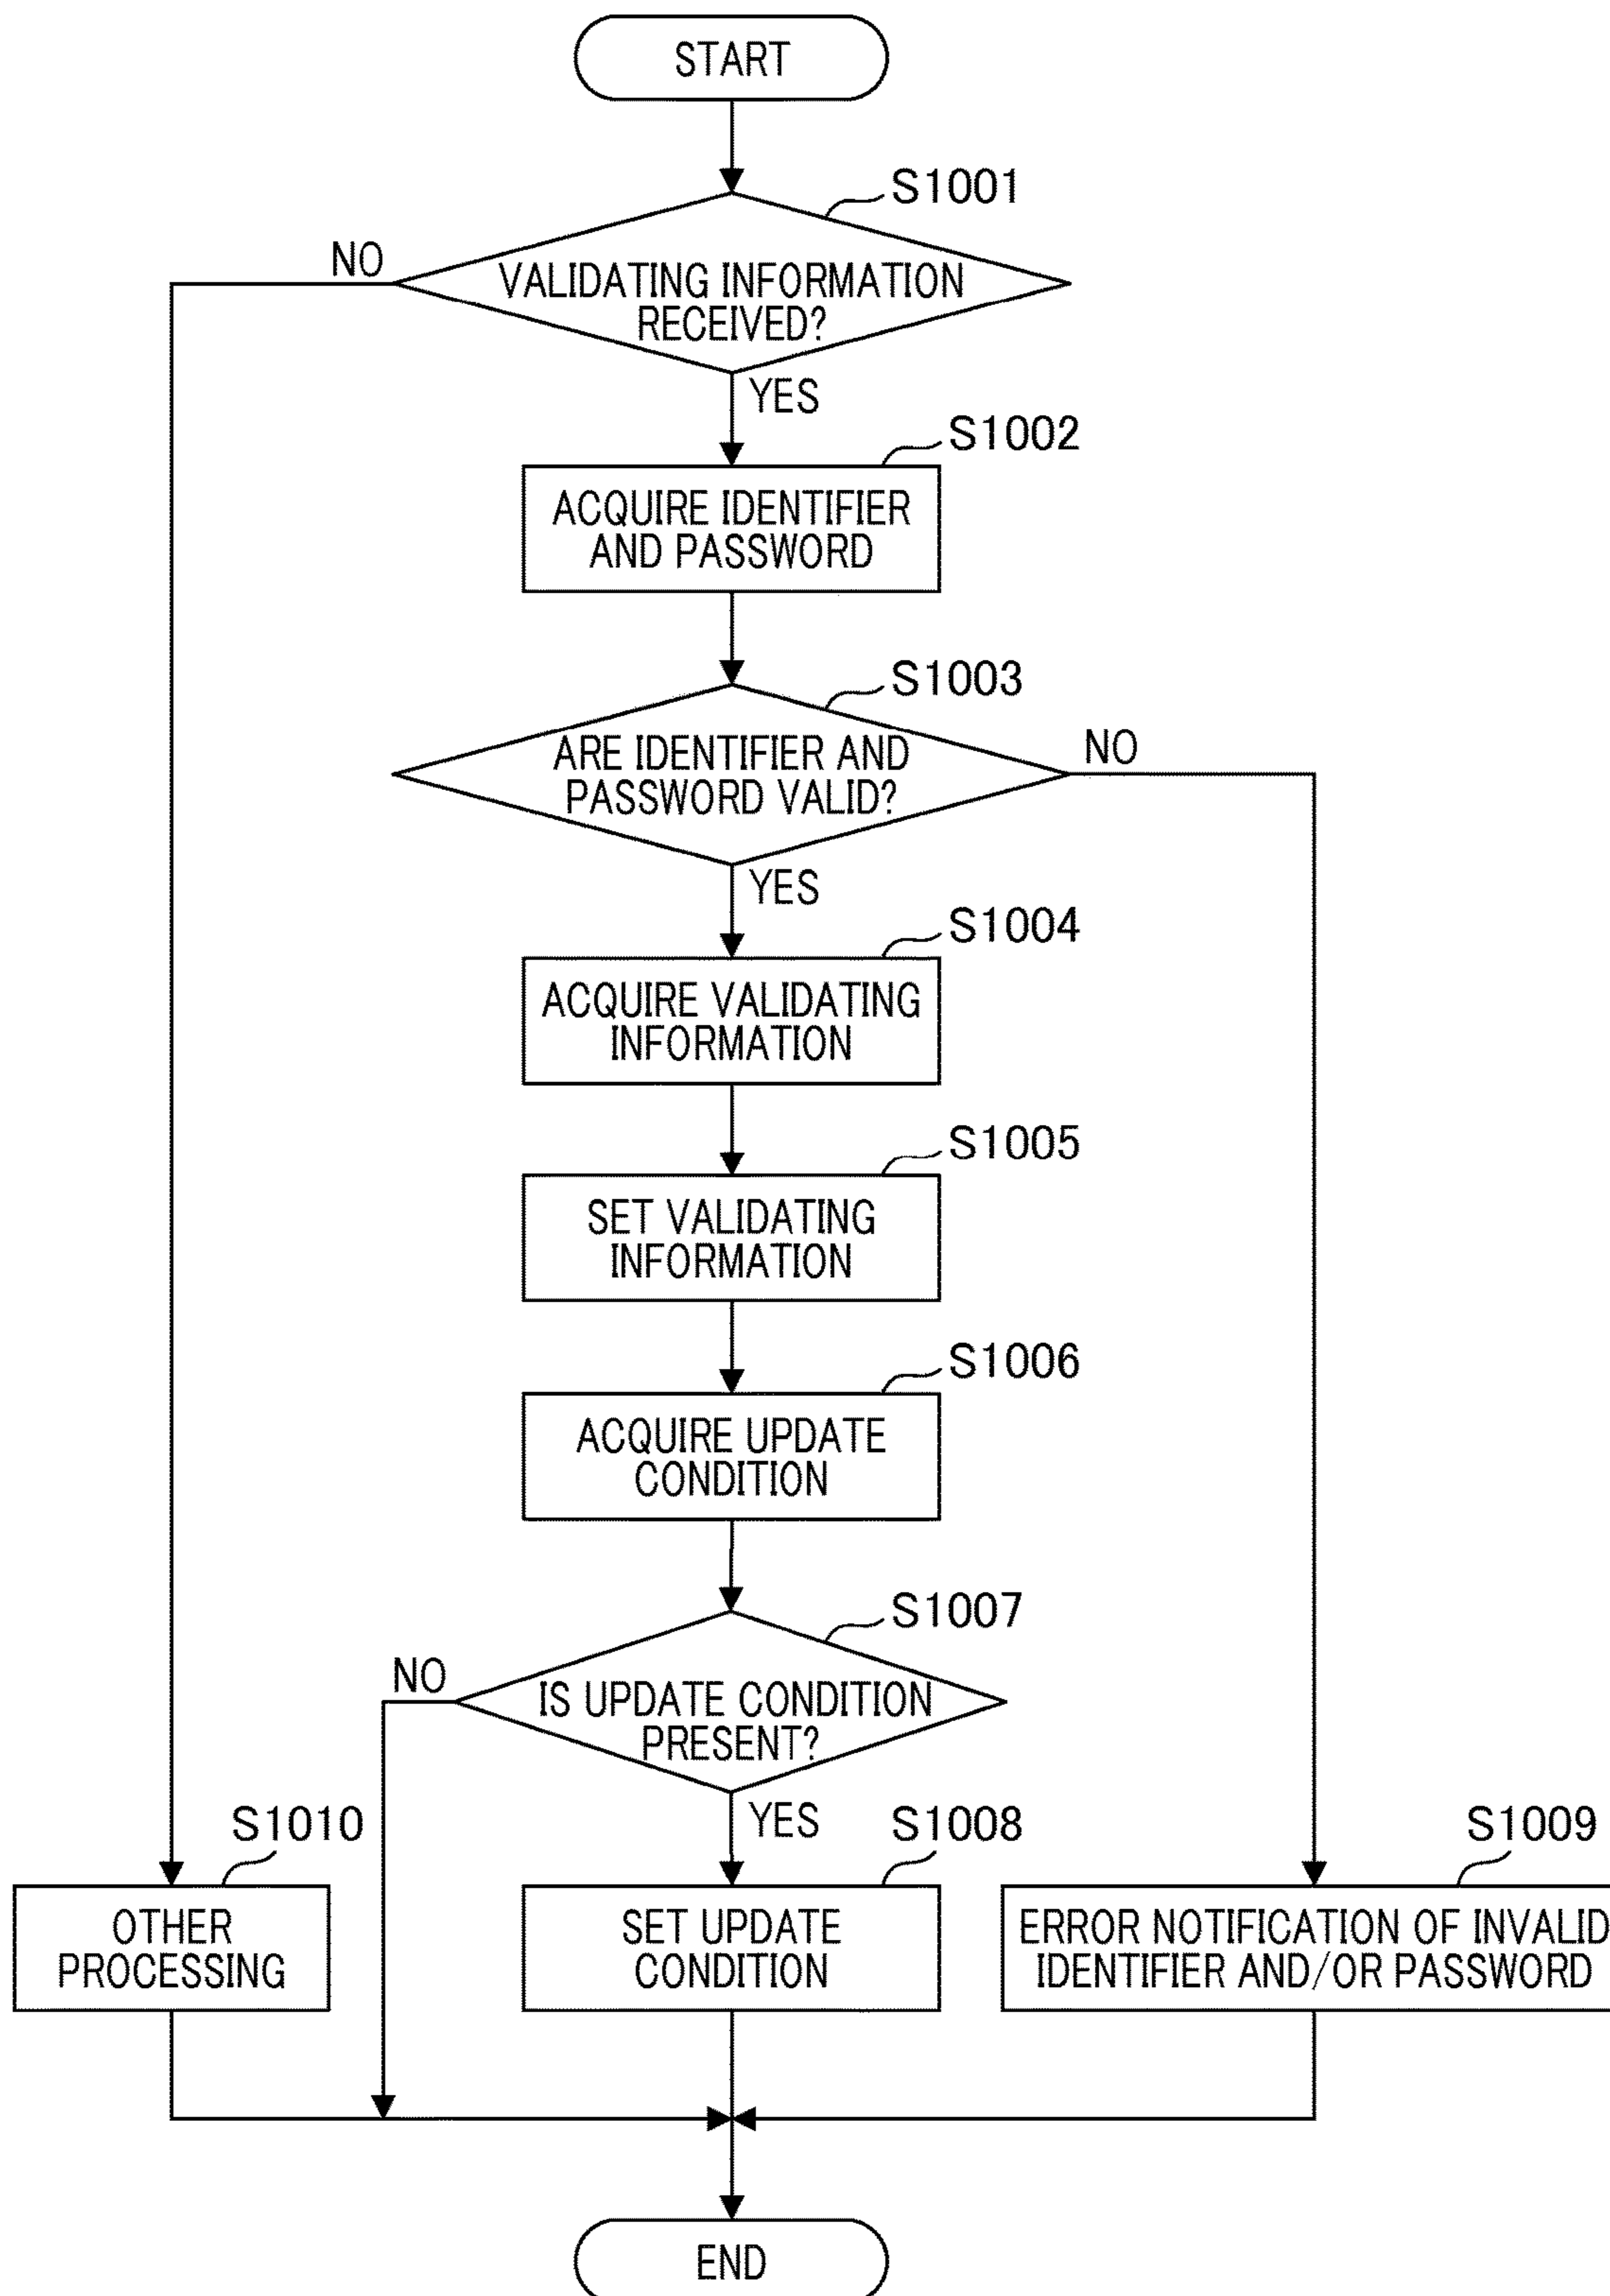 START
S1001
NO
VALIDATING INFORMATION
RECEIVED?
YES
S1002
ACQUIRE IDENTIFIER
AND PASSWORD
S1003
ARE IDENTIFIER AND
PASSWORD VALID?
NO
YES
S1004
ACQUIRE VALIDATING
INFORMATION
S1005
SET VALIDATING
INFORMATION
S1006
ACQUIRE UPDATE
CONDITION
S1007
NO
IS UPDATE CONDITION
PRESENT?
YES
S1010
OTHER
PROCESSING
S1008
SET UPDATE
CONDITION
S1009
ERROR NOTIFICATION OF INVALID
IDENTIFIER AND/OR PASSWORD
END